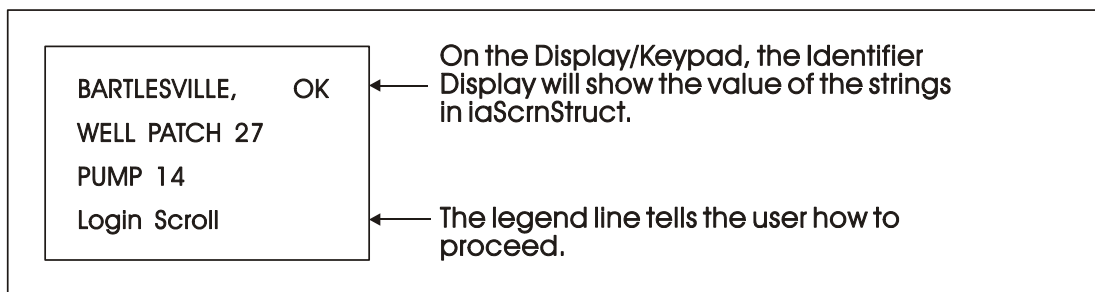 BARTLESVILLE, OK
WELL PATCH 27
PUMP 14
Login Scroll
On the Display/Keypad, the Identifier
Display will show the value of the strings
in iaScrnStruct.
The legend line tells the user how to
proceed.